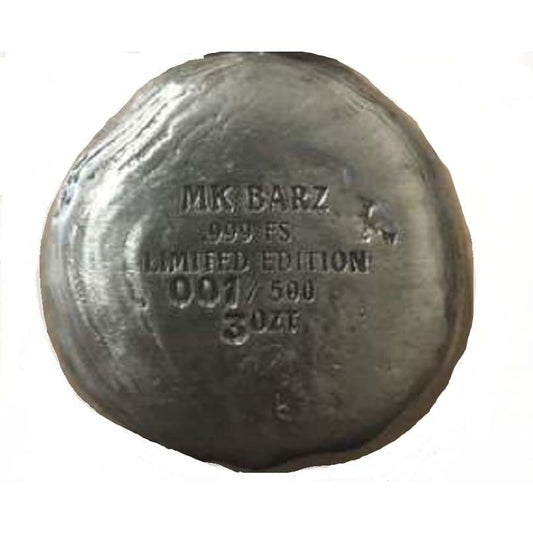 MK BARZ
.999 FS
LIMITED EDITION
001/500
3OZT